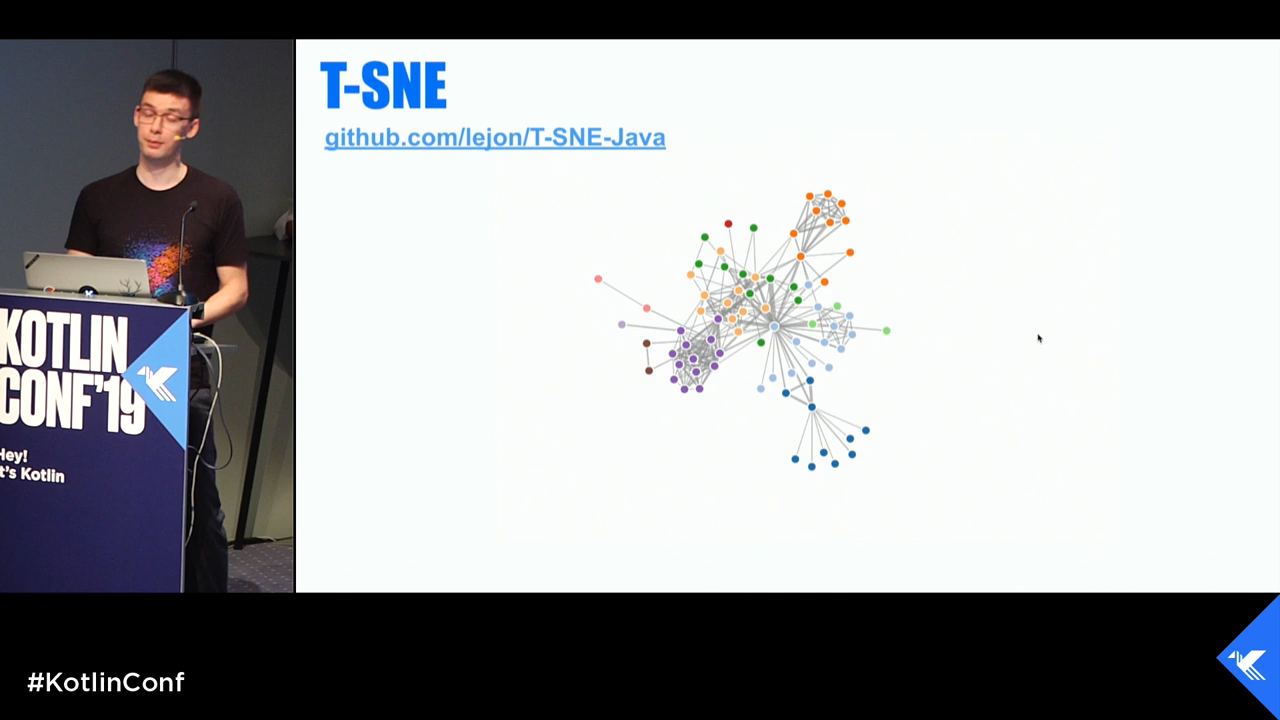 T-SNE
github.com/lejon/T-SNE-Java
KOTLIN
CONF'19
Hey!
t's Kotlin
#KotlinConf